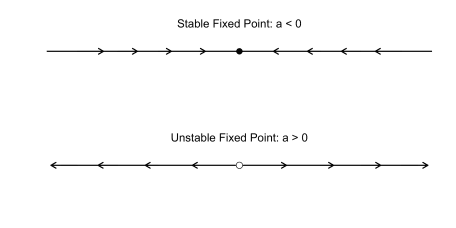 Stable Fixed Point: a < 0
Unstable Fixed Point: a > 0